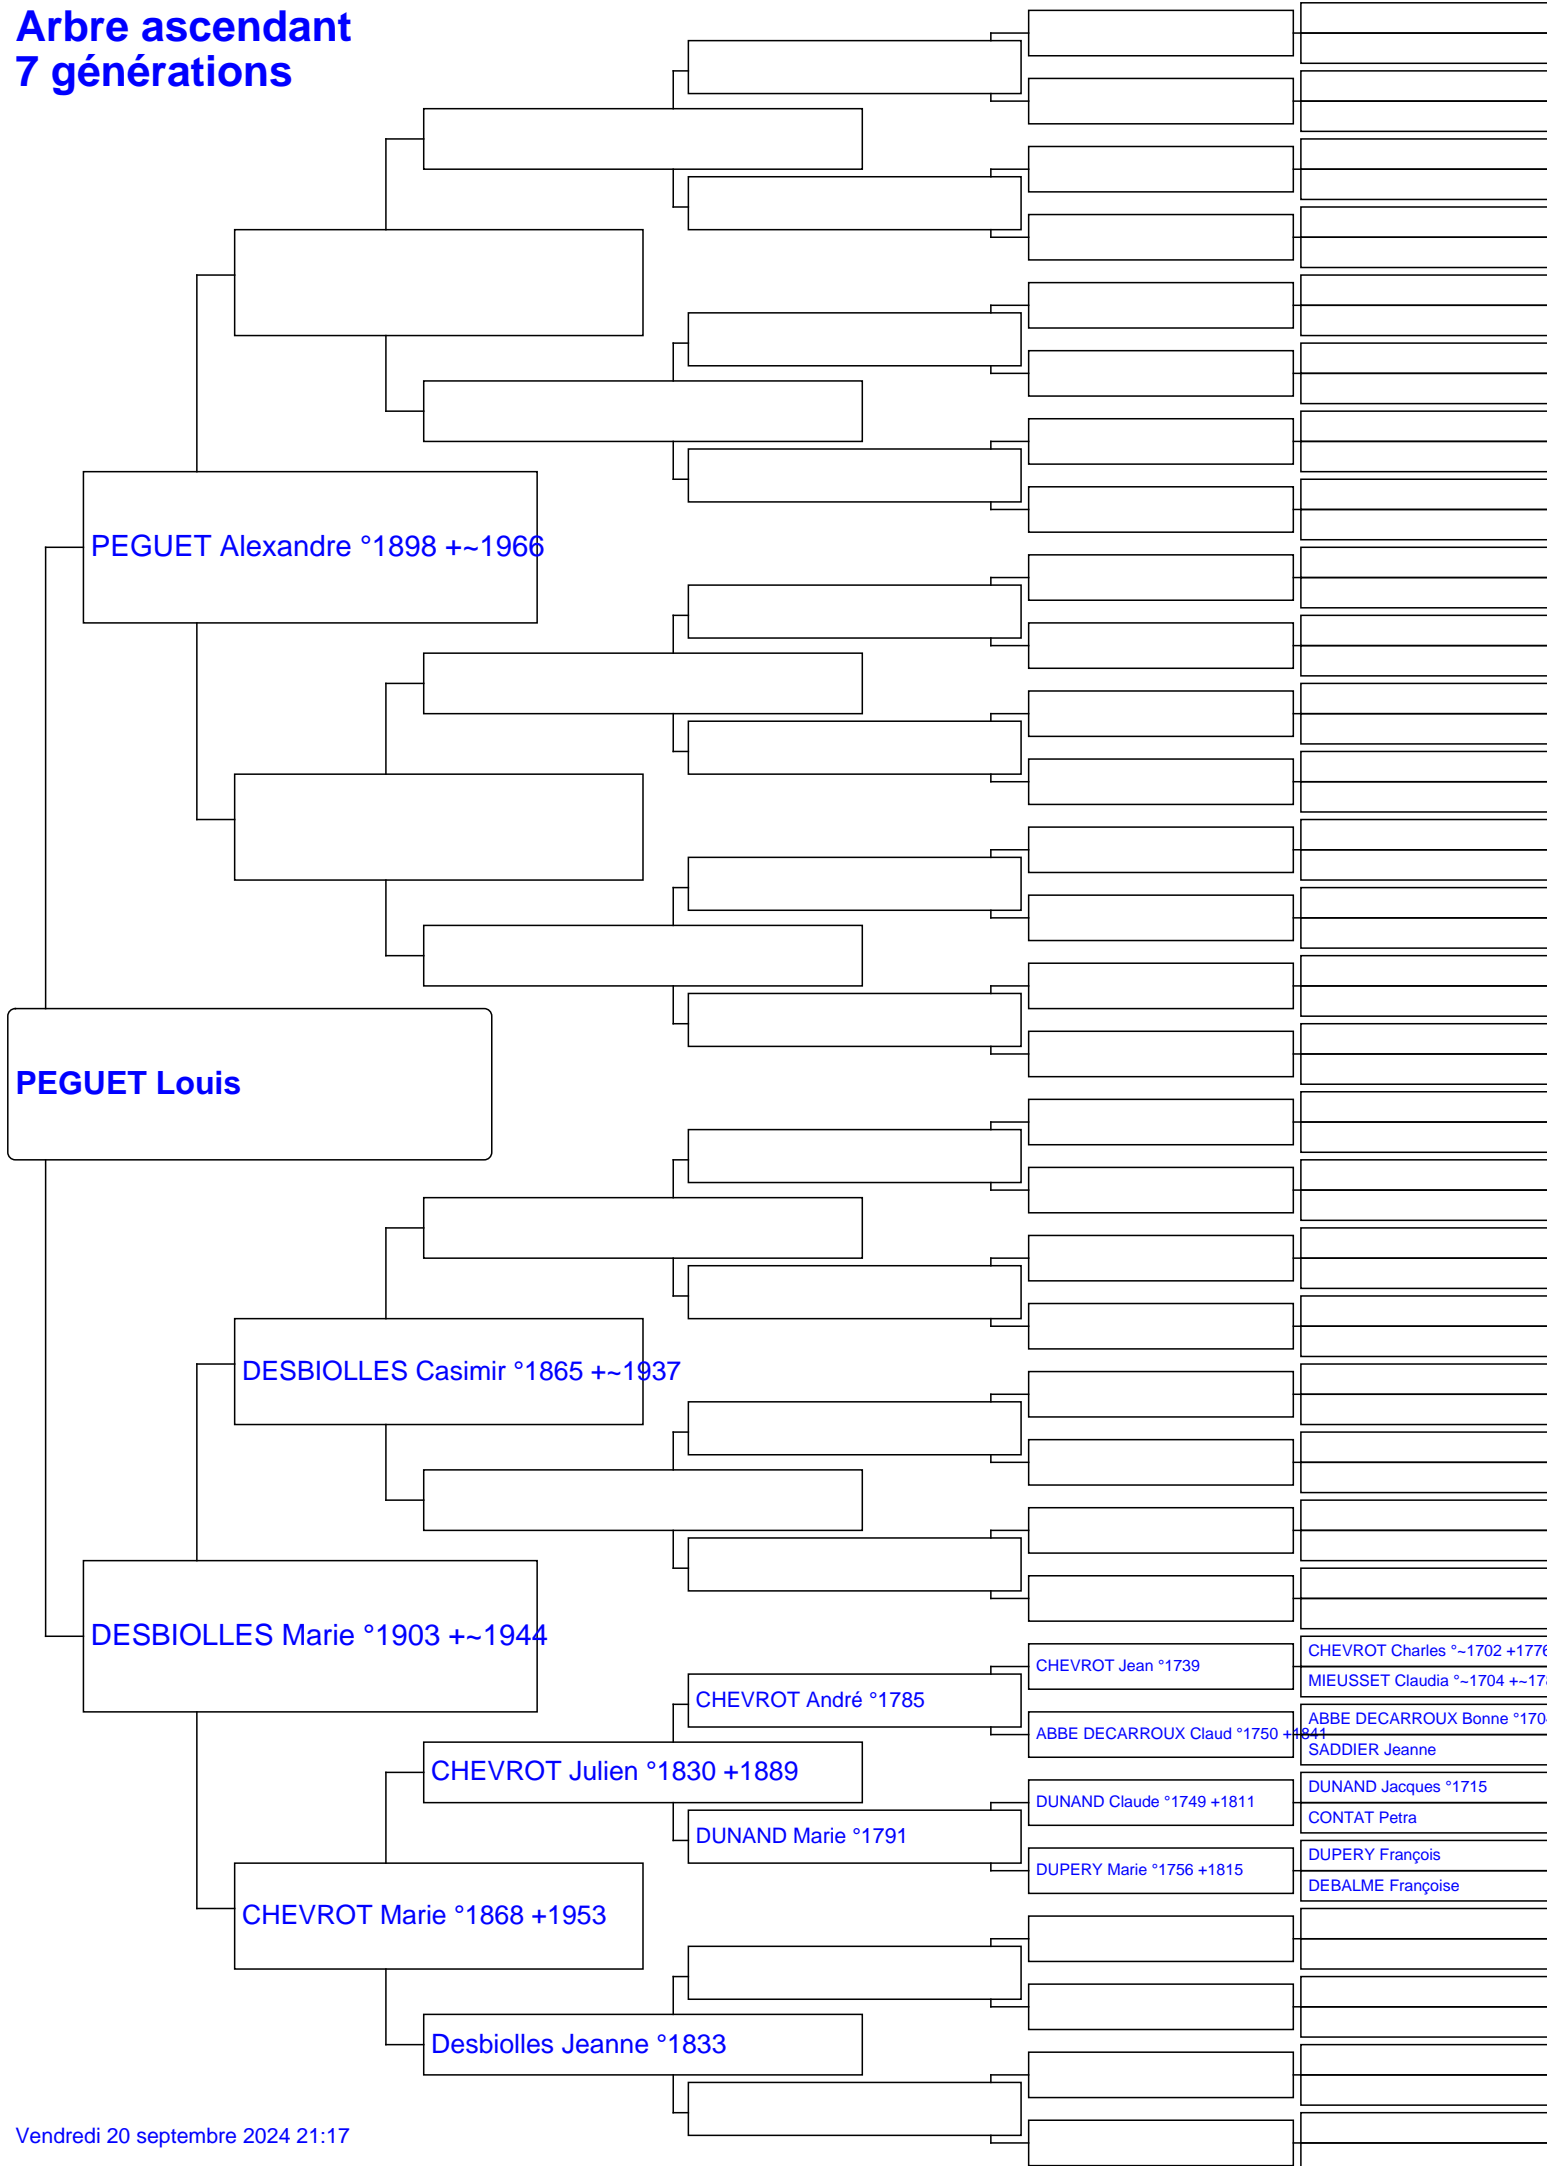 Arbre ascendant
7 générations
PEGUET Alexandre °1898 +~1966
PEGUET Louis
DESBIOLLES Casimir °1865 +~1937
DESBIOLLES Marie °1903 +~1944
CHEVROT Charles °~1702 +1776
CHEVROT Jean °1739
MIEUSSET Claudia °~1704
CHEVROT André °1785
ABBE DECARROUX Bonne
ABBE DECARROUX Claud °1750 +1841
SADDIER Jeanne
CHEVROT Julien °1830 +1889
DUNAND Jacques °1715
DUNAND Claude °1749 +1811
CONTAT Petra
DUNAND Marie °1791
DUPERY François
DUPERY Marie °1756 +1815
DEBALME Françoise
CHEVROT Marie °1868 +1953
Desbiolles Jeanne °1833
Vendredi 20 septembre 2024 21:17